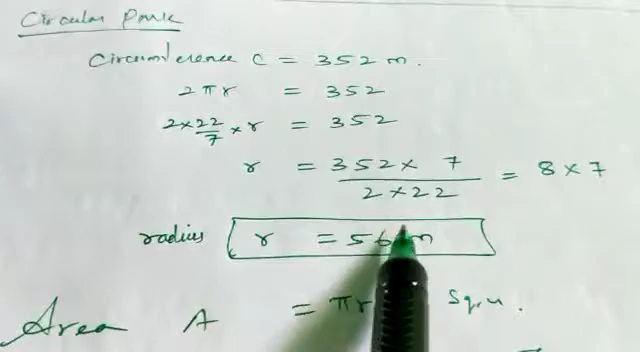 Circular Park
Circumference C = 352 m.
2πr = 352
2×22/7 × r = 352
r = 352 × 7 / 2×22 = 8×7
radius r = 56 m
Area A = πr Sq.u.